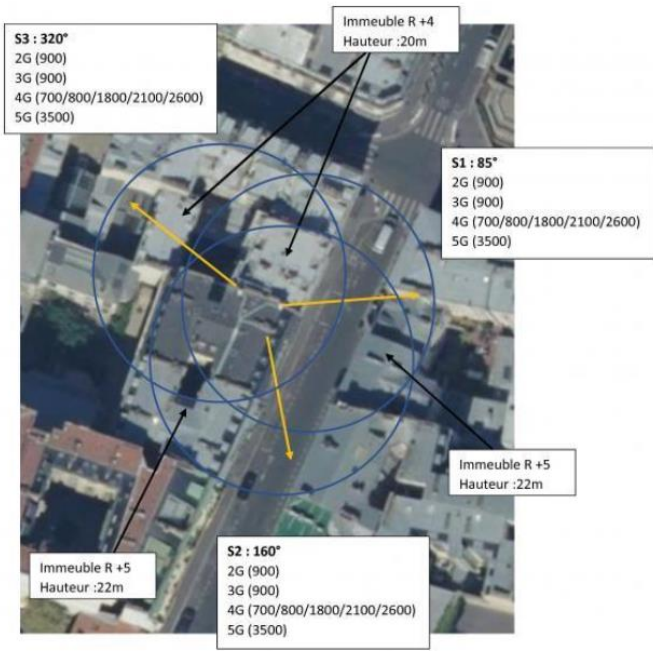 Immeuble R +4
Hauteur :20m
S3 : 320°
2G (900)
3G (900)
4G (700/800/1800/2100/2600)
5G (3500)
S1 : 85°
2G (900)
3G (900)
4G (700/800/1800/2100/2600)
5G (3500)
Immeuble R +5
Hauteur :22m
Immeuble R +5
Hauteur :22m
S2 : 160°
2G (900)
3G (900)
4G (700/800/1800/2100/2600)
5G (3500)